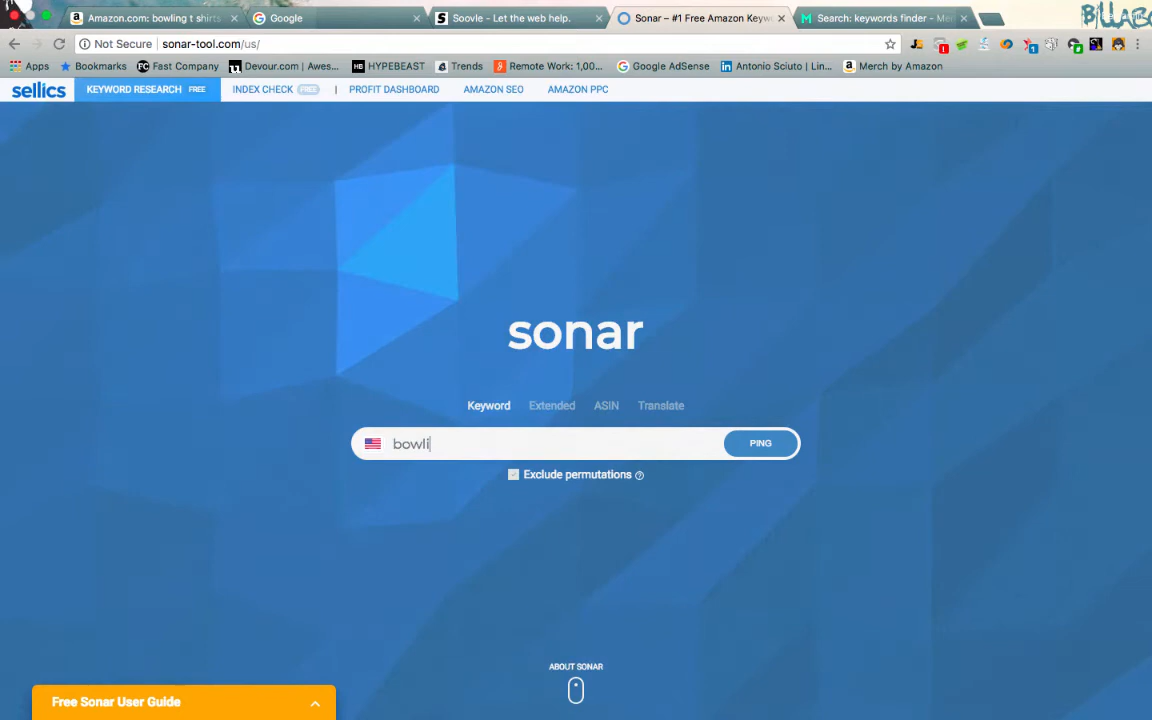 Amazon.com: bowling t shirts
Google
Soovle - Let the web help.
Sonar – #1 Free Amazon Keyw
Search: keywords finder - Me
Not Secure
sonar-tool.com/us/
Apps
Bookmarks
Fast Company
Devour.com | Awes...
HYPEBEAST
Trends
Remote Work: 1,00...
Google AdSense
Antonio Sciuto | Lin...
Merch by Amazon
sellics
KEYWORD RESEARCH FREE
INDEX CHECK FREE
|
PROFIT DASHBOARD
AMAZON SEO
AMAZON PPC
sonar
Keyword
Extended
ASIN
Translate
bowli
PING
Exclude permutations
ABOUT SONAR
Free Sonar User Guide